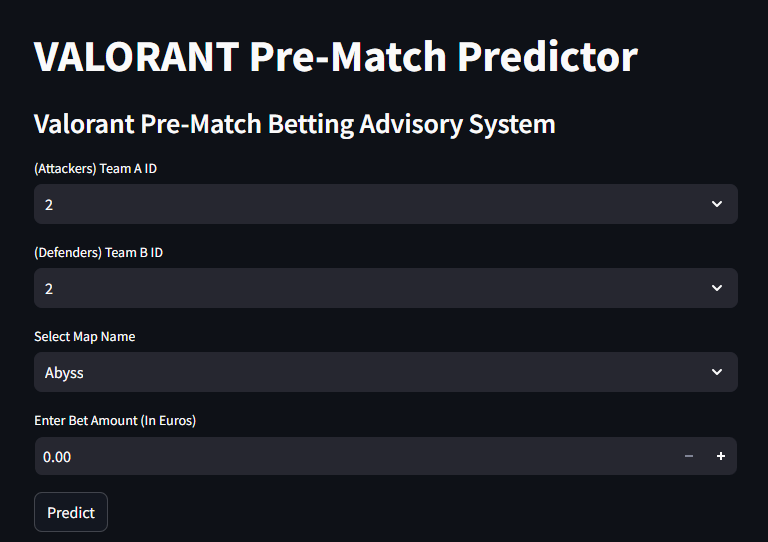 VALORANT Pre-Match Predictor
Valorant Pre-Match Betting Advisory System
(Attackers) Team A ID
2
(Defenders) Team B ID
2
Select Map Name
Abyss
Enter Bet Amount (In Euros)
0.00
Predict